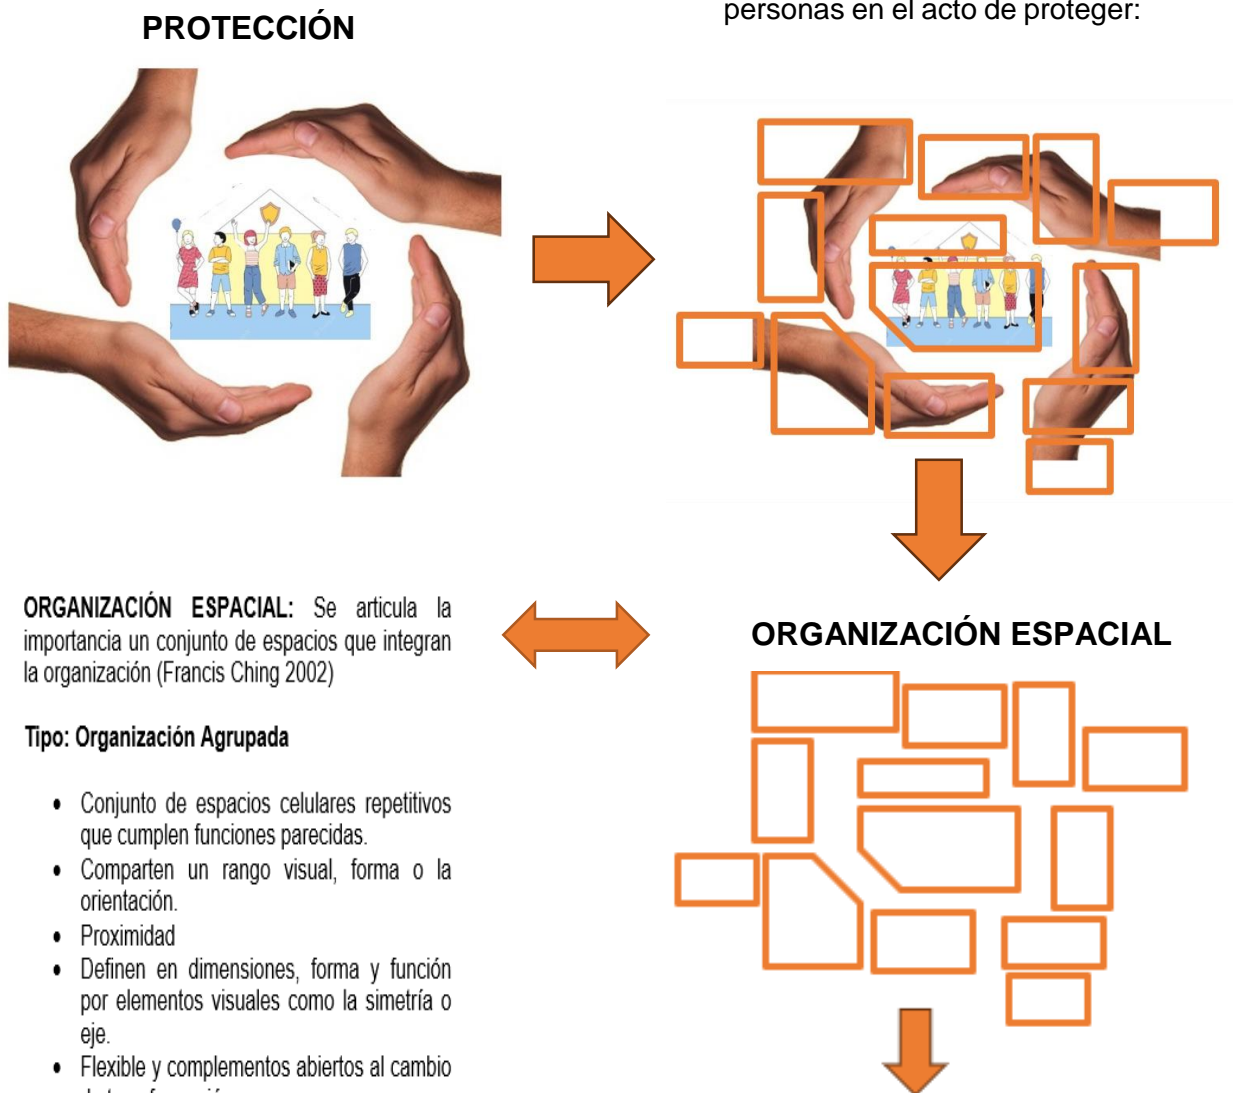 PROTECCIÓN
personas en el acto de proteger:
ORGANIZACIÓN ESPACIAL: Se articula la
importancia un conjunto de espacios que integran
la organización (Francis Ching 2002)
Tipo: Organización Agrupada
• Conjunto de espacios celulares repetitivos
que cumplen funciones parecidas.
• Comparten un rango visual, forma o la
orientación.
• Proximidad
• Definen en dimensiones, forma y función
por elementos visuales como la simetría o
eje.
• Flexible y complementos abiertos al cambio
ORGANIZACIÓN ESPACIAL